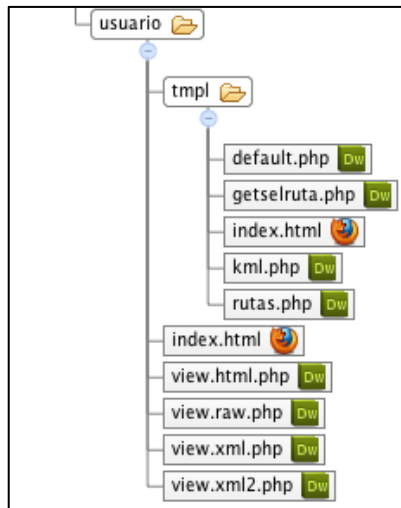 usuario
tmpl
default.php Dw
getselruta.php Dw
index.html
kml.php Dw
rutas.php Dw
index.html
view.html.php Dw
view.raw.php Dw
view.xml.php Dw
view.xml2.php Dw